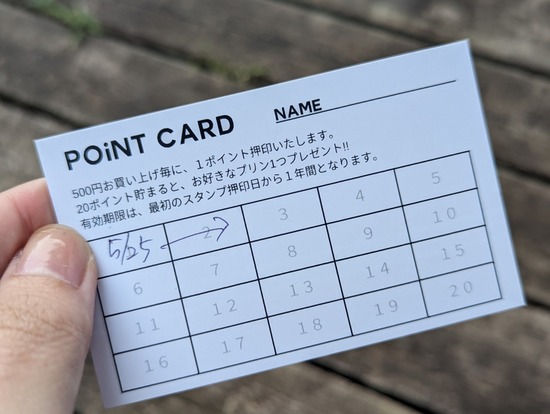 POiNT CARD
NAME
500円お買い上げ毎に、1ポイント押印いたします。
20ポイント貯まると、お好きなプリン1つプレゼント!!
有効期限は、最初のスタンプ押印日から1年間となります。
5/25 → 2 3 4 5
6 7 8 9 10
11 12 13 14 15
16 17 18 19 20